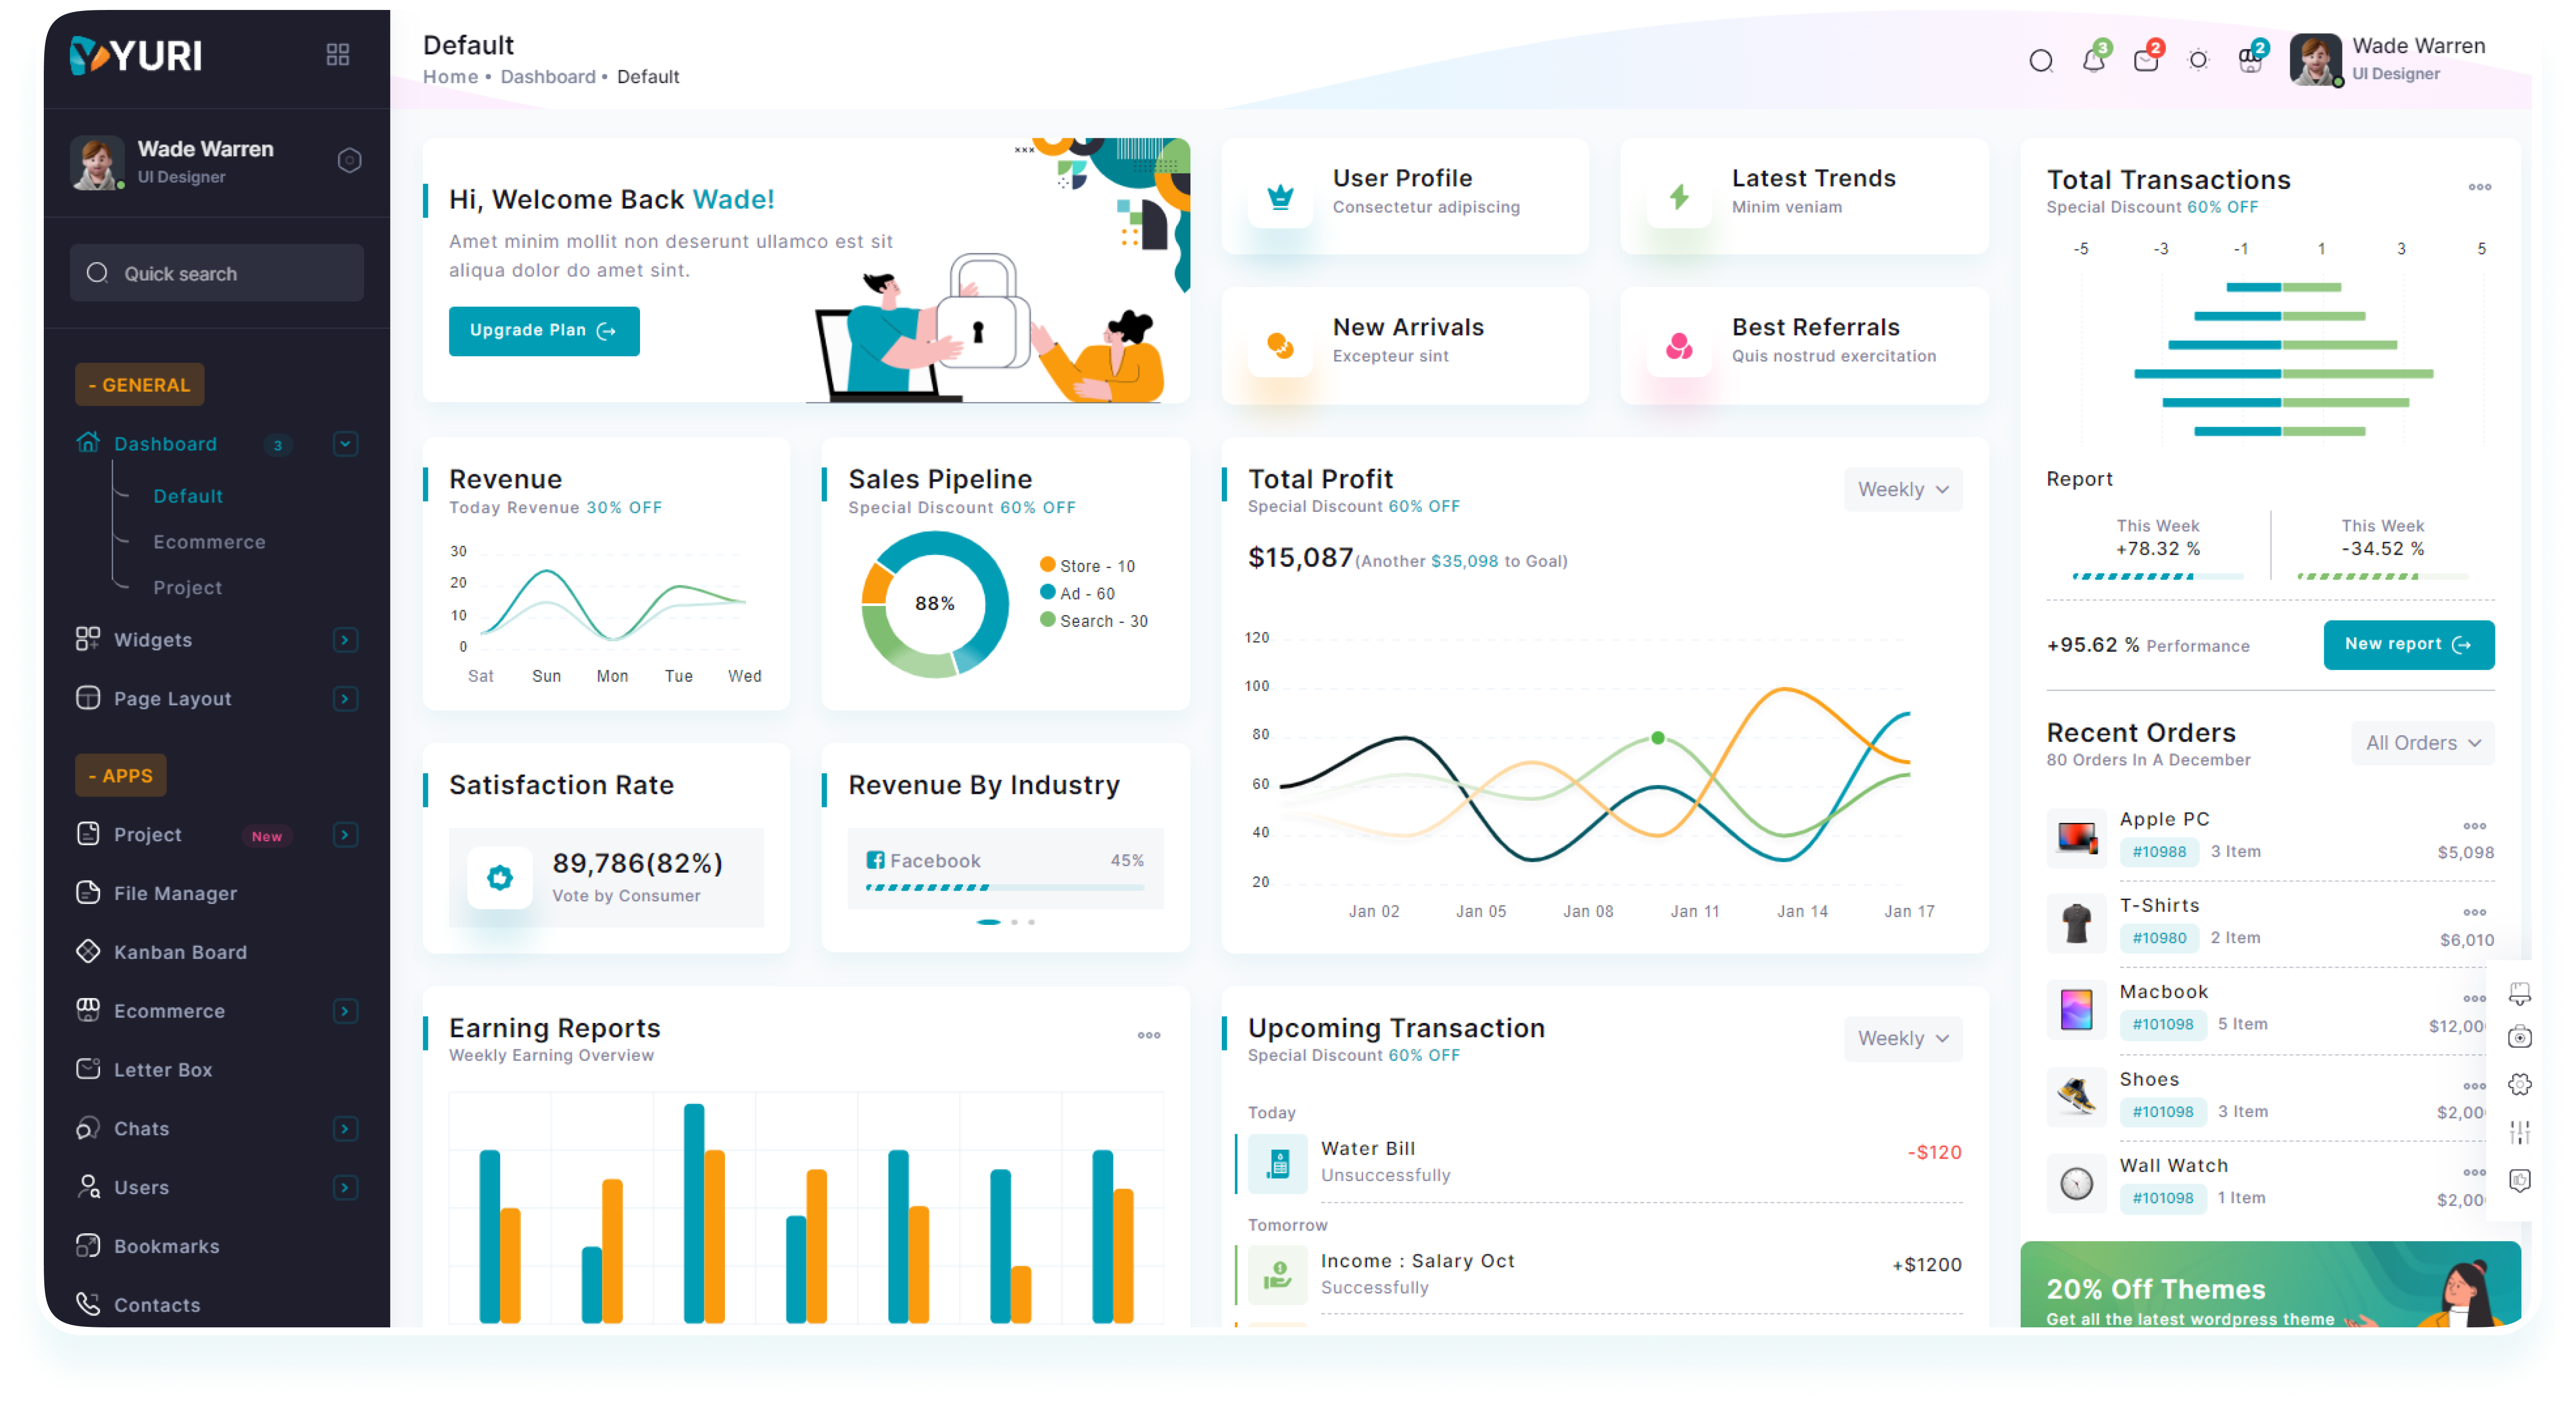 YURI
Wade Warren
UI Designer
Quick search
- GENERAL
Dashboard 3
Default
Ecommerce
Project
Widgets
Page Layout
- APPS
Project New
File Manager
Kanban Board
Ecommerce
Letter Box
Chats
Users
Bookmarks
Contacts
Default
Home • Dashboard • Default
3
2
2
Wade Warren
UI Designer
Hi, Welcome Back Wade!
Amet minim mollit non deserunt ullamco est sit
aliqua dolor do amet sint.
Upgrade Plan
User Profile
Consectetur adipiscing
Latest Trends
Minim veniam
New Arrivals
Excepteur sint
Best Referrals
Quis nostrud exercitation
Revenue
Today Revenue 30% OFF
30
20
10
0
Sat Sun Mon Tue Wed
Sales Pipeline
Special Discount 60% OFF
88%
Store - 10
Ad - 60
Search - 30
Total Profit
Special Discount 60% OFF
Weekly
$15,087(Another $35,098 to Goal)
120
100
80
60
40
20
Jan 02 Jan 05 Jan 08 Jan 11 Jan 14 Jan 17
Satisfaction Rate
89,786(82%)
Vote by Consumer
Revenue By Industry
Facebook 45%
Earning Reports
Weekly Earning Overview
Upcoming Transaction
Special Discount 60% OFF
Weekly
Today
Water Bill
Unsuccessfully
-$120
Tomorrow
Income : Salary Oct
Successfully
+$1200
Total Transactions
Special Discount 60% OFF
-5 -3 -1 1 3 5
Report
This Week
+78.32 %
This Week
-34.52 %
+95.62 % Performance
New report
Recent Orders
80 Orders In A December
All Orders
Apple PC
#10988 3 Item
$5,098
T-Shirts
#10980 2 Item
$6,010
Macbook
#101098 5 Item
$12,00
Shoes
#101098 3 Item
$2,00
Wall Watch
#101098 1 Item
$2,00
20% Off Themes
Get all the latest wordpress theme